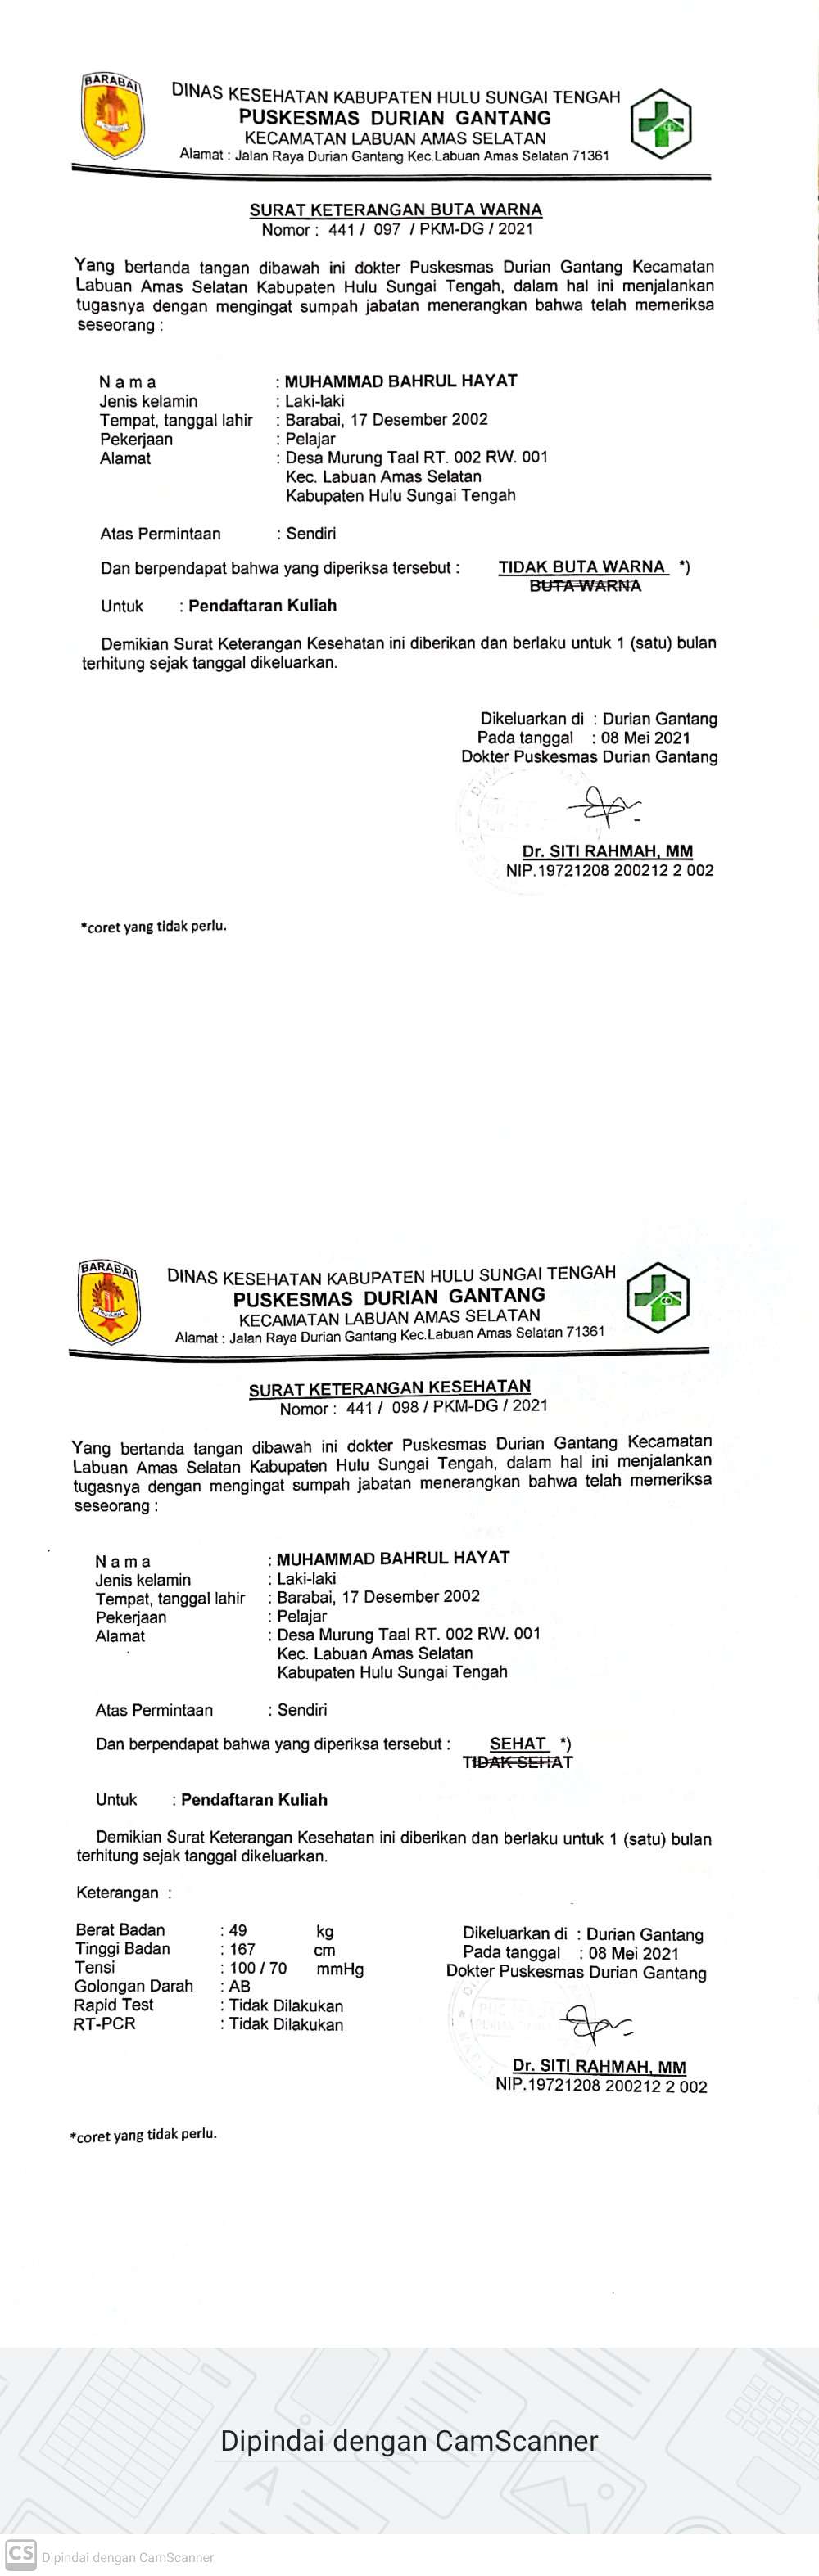 BARABAI
DINAS KESEHATAN KABUPATEN HULU SUNGAI TENGAH
PUSKESMAS DURIAN GANTANG
KECAMATAN LABUAN AMAS SELATAN
Alamat : Jalan Raya Durian Gantang Kec.Labuan Amas Selatan 71361
SURAT KETERANGAN BUTA WARNA
Nomor : 441 / 097 / PKM-DG / 2021
Yang bertanda tangan dibawah ini dokter Puskesmas Durian Gantang Kecamatan
Labuan Amas Selatan Kabupaten Hulu Sungai Tengah, dalam hal ini menjalankan
tugasnya dengan mengingat sumpah jabatan menerangkan bahwa telah memeriksa
seseorang :
N a m a : MUHAMMAD BAHRUL HAYAT
Jenis kelamin : Laki-laki
Tempat, tanggal lahir : Barabai, 17 Desember 2002
Pekerjaan : Pelajar
Alamat : Desa Murung Taal RT. 002 RW. 001
Kec. Labuan Amas Selatan
Kabupaten Hulu Sungai Tengah
Atas Permintaan : Sendiri
Dan berpendapat bahwa yang diperiksa tersebut : TIDAK BUTA WARNA *)
BUTA WARNA
Untuk : Pendaftaran Kuliah
Demikian Surat Keterangan Kesehatan ini diberikan dan berlaku untuk 1 (satu) bulan
terhitung sejak tanggal dikeluarkan.
Dikeluarkan di : Durian Gantang
Pada tanggal : 08 Mei 2021
Dokter Puskesmas Durian Gantang
Dr. SITI RAHMAH, MM
NIP.19721208 200212 2 002
*coret yang tidak perlu.
BARABAI
DINAS KESEHATAN KABUPATEN HULU SUNGAI TENGAH
PUSKESMAS DURIAN GANTANG
KECAMATAN LABUAN AMAS SELATAN
Alamat : Jalan Raya Durian Gantang Kec.Labuan Amas Selatan 71361
SURAT KETERANGAN KESEHATAN
Nomor : 441 / 098 / PKM-DG / 2021
Yang bertanda tangan dibawah ini dokter Puskesmas Durian Gantang Kecamatan
Labuan Amas Selatan Kabupaten Hulu Sungai Tengah, dalam hal ini menjalankan
tugasnya dengan mengingat sumpah jabatan menerangkan bahwa telah memeriksa
seseorang :
N a m a : MUHAMMAD BAHRUL HAYAT
Jenis kelamin : Laki-laki
Tempat, tanggal lahir : Barabai, 17 Desember 2002
Pekerjaan : Pelajar
Alamat : Desa Murung Taal RT. 002 RW. 001
Kec. Labuan Amas Selatan
Kabupaten Hulu Sungai Tengah
Atas Permintaan : Sendiri
Dan berpendapat bahwa yang diperiksa tersebut : SEHAT *)
TIDAK SEHAT
Untuk : Pendaftaran Kuliah
Demikian Surat Keterangan Kesehatan ini diberikan dan berlaku untuk 1 (satu) bulan
terhitung sejak tanggal dikeluarkan.
Keterangan :
Berat Badan : 49 kg
Tinggi Badan : 167 cm
Tensi : 100 / 70 mmHg
Golongan Darah : AB
Rapid Test : Tidak Dilakukan
RT-PCR : Tidak Dilakukan
Dikeluarkan di : Durian Gantang
Pada tanggal : 08 Mei 2021
Dokter Puskesmas Durian Gantang
Dr. SITI RAHMAH, MM
NIP.19721208 200212 2 002
*coret yang tidak perlu.
Dipindai dengan CamScanner
CS Dipindai dengan CamScanner